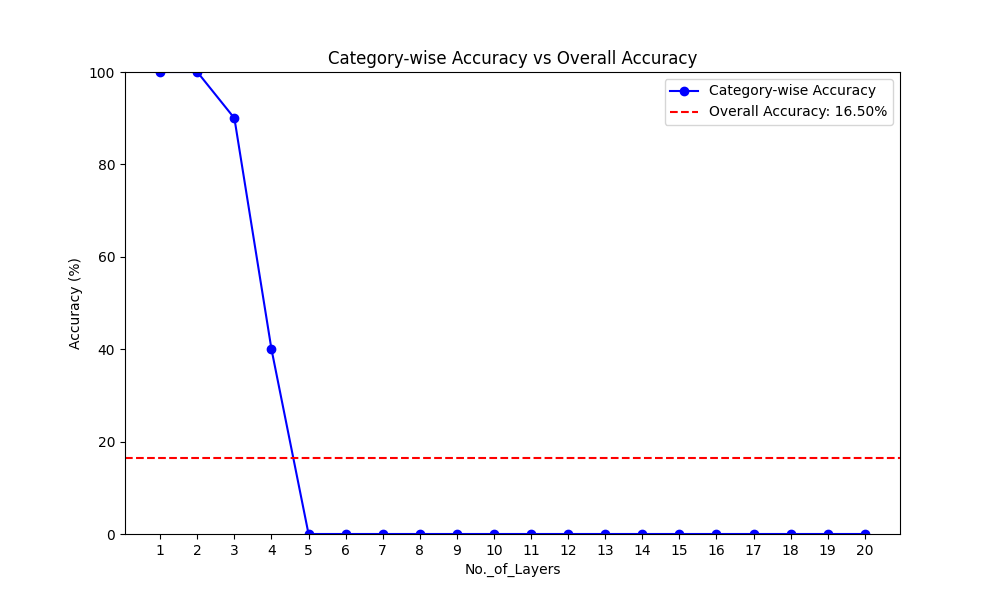 Category-wise Accuracy vs Overall Accuracy
Category-wise Accuracy
Overall Accuracy: 16.50%
Accuracy (%)
100
80
60
40
20
0
1 2 3 4 5 6 7 8 9 10 11 12 13 14 15 16 17 18 19 20
No._of_Layers